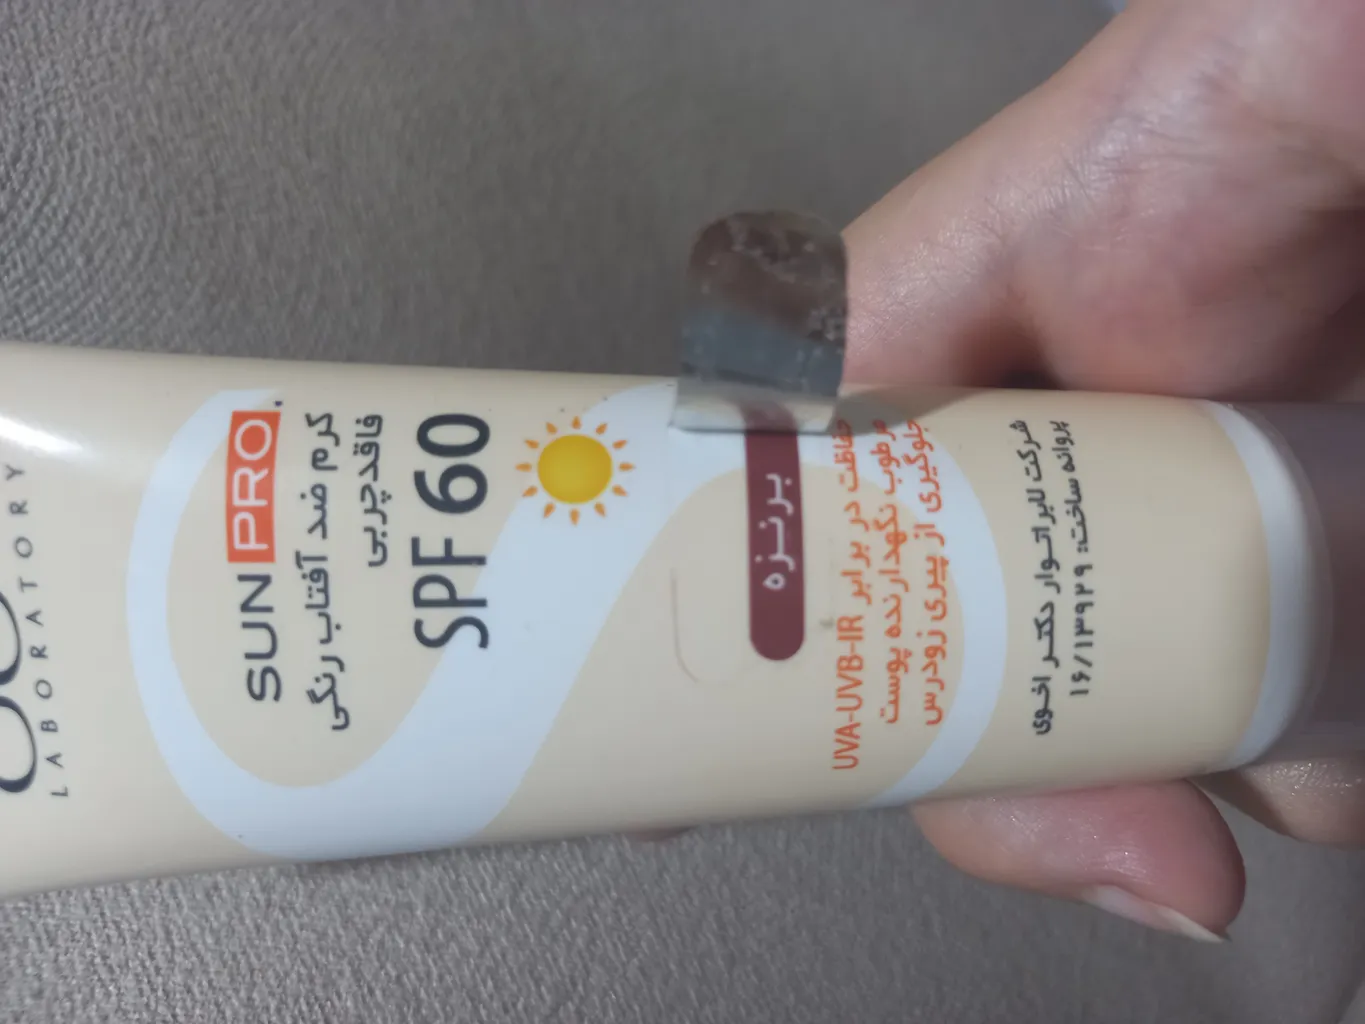 LABORATORY
SUN PRO.
کرم ضد آفتاب رنگی
فاقد چربی
SPF 60
برنزه
حفاظت در برابر UVA-UVB-IR
مرطوب نگهدارنده پوست
جلوگیری از پیری زودرس
شرکت لابراتوار دکتر اخوی
پروانه ساخت: ۱۶/۱۳۹۲۹